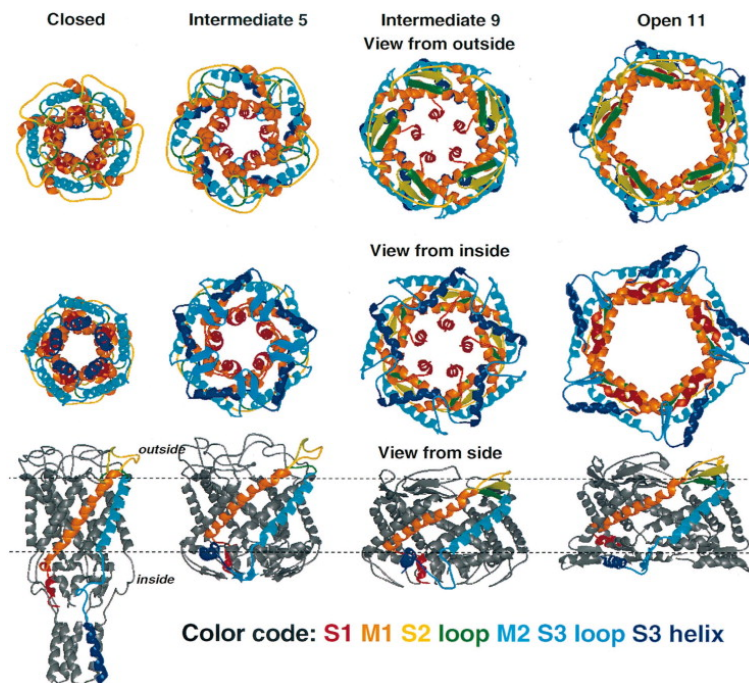 Closed Intermediate 5 Intermediate 9 Open 11
View from outside
View from inside
View from side
outside
inside
Color code: S1 M1 S2 loop M2 S3 loop S3 helix